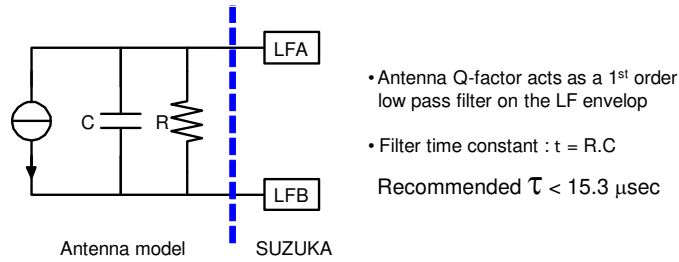 LFA
C
R
LFB
Antenna model
SUZUKA
• Antenna Q-factor acts as a 1st order
low pass filter on the LF envelop
• Filter time constant : t = R.C
Recommended τ < 15.3 μsec